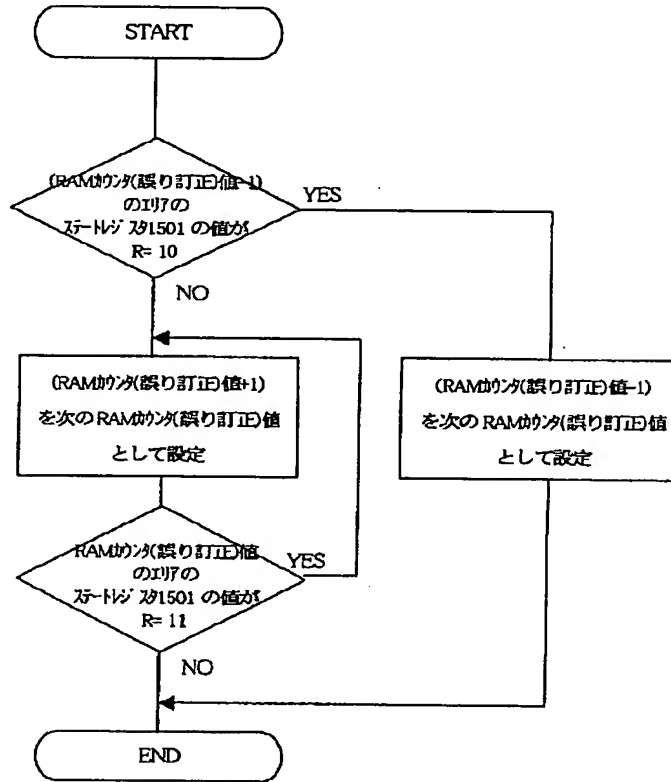 START
(RAMカウンタ(誤り訂正)値-1)
のエリアの
ステートレジスタ1501の値が
R=10
YES
NO
(RAMカウンタ(誤り訂正)値+1)
を次のRAMカウンタ(誤り訂正)値
として設定
(RAMカウンタ(誤り訂正)値-1)
を次のRAMカウンタ(誤り訂正)値
として設定
RAMカウンタ(誤り訂正)値
のエリアの
ステートレジスタ1501の値が
R=11
YES
NO
END